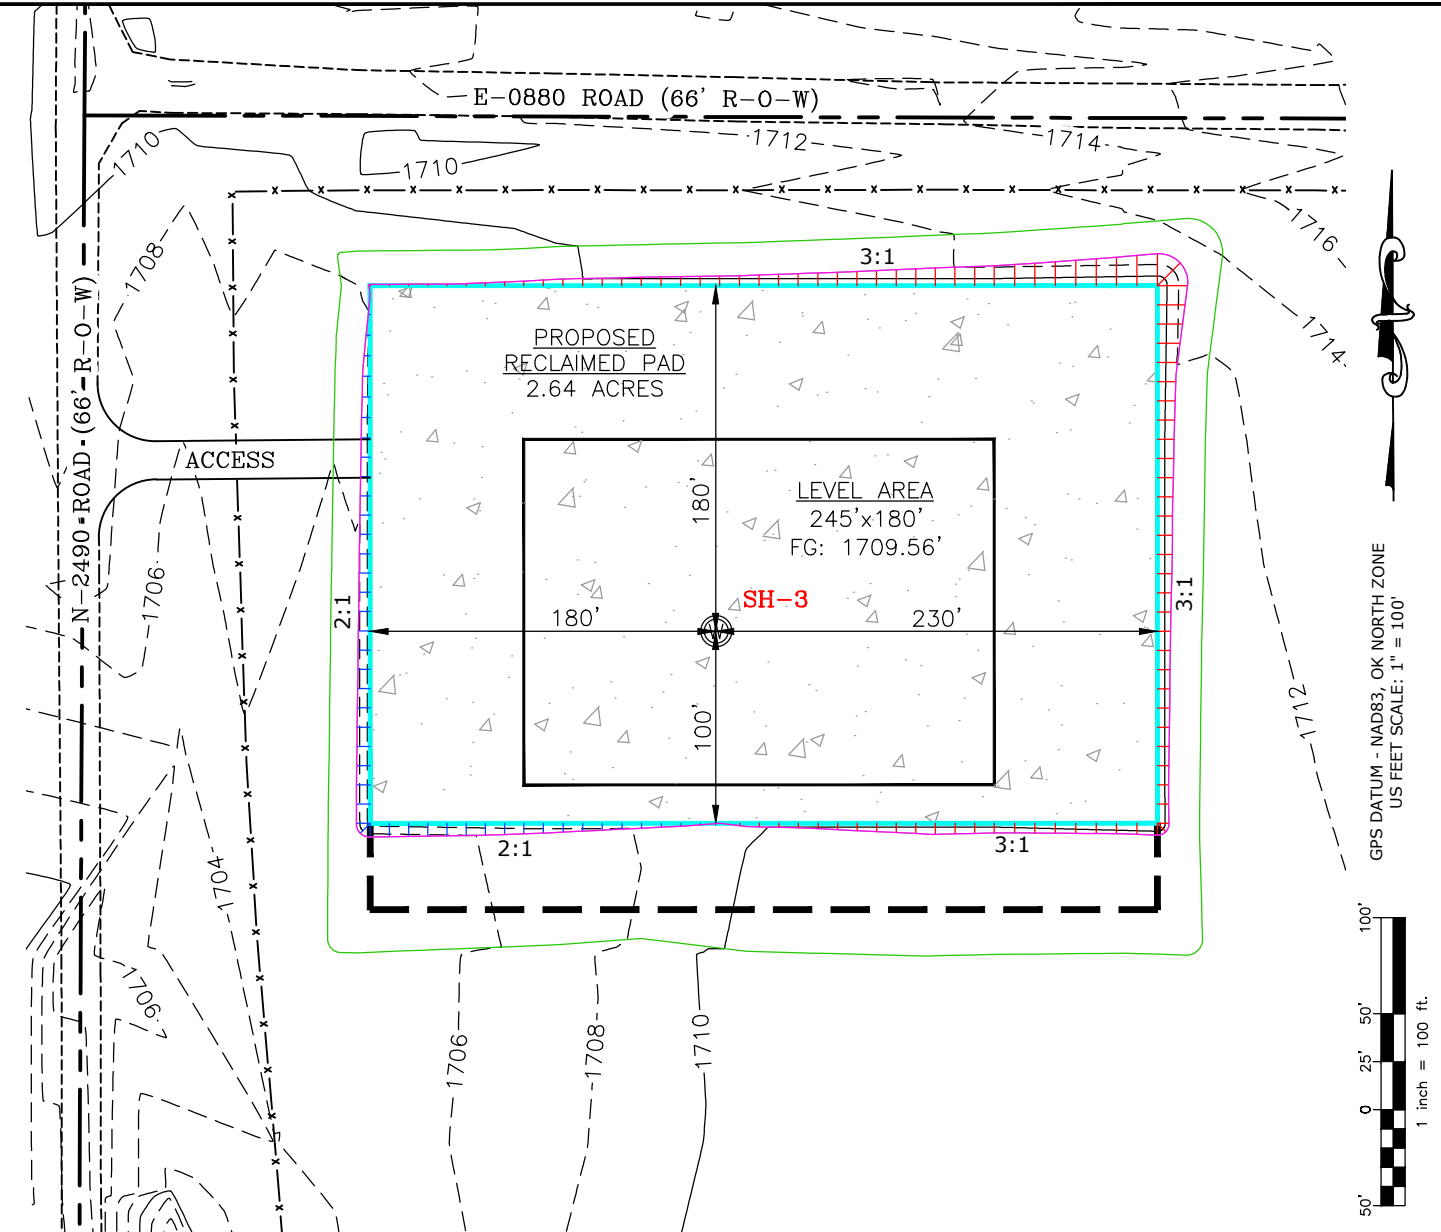 E-0880 ROAD (66' R-O-W)
1710
1710
1712
1714
1716
1714
1708
3:1
PROPOSED
RECLAIMED PAD
2.64 ACRES
N-2490-ROAD-(66'-R-O-W)
ACCESS
LEVEL AREA
245'x180'
FG: 1709.56'
180'
SH-3
180'
230'
100'
2:1
3:1
1706
1712
2:1
3:1
1704
1706
1706
1708
1710
GPS DATUM - NAD83, OK NORTH ZONE
US FEET SCALE: 1" = 100'
100'
50'
25'
0
50'
1 inch = 100 ft.